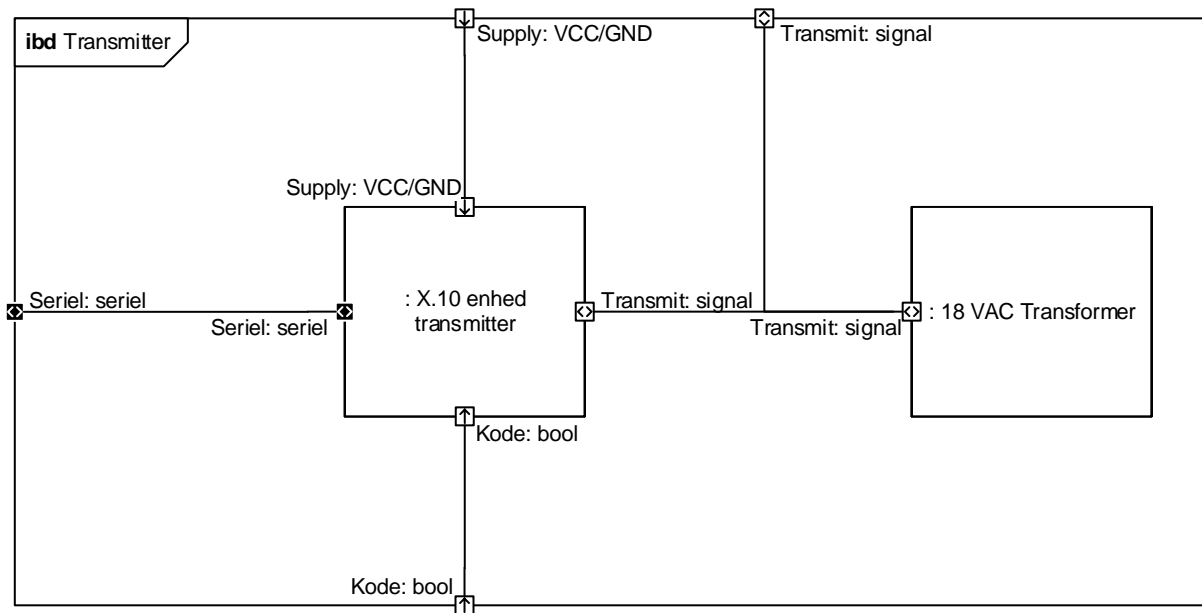 ibd Transmitter
Supply: VCC/GND
Transmit: signal
Supply: VCC/GND
Seriel: seriel
Seriel: seriel
: X.10 enhed
transmitter
Transmit: signal
Transmit: signal
: 18 VAC Transformer
Kode: bool
Kode: bool